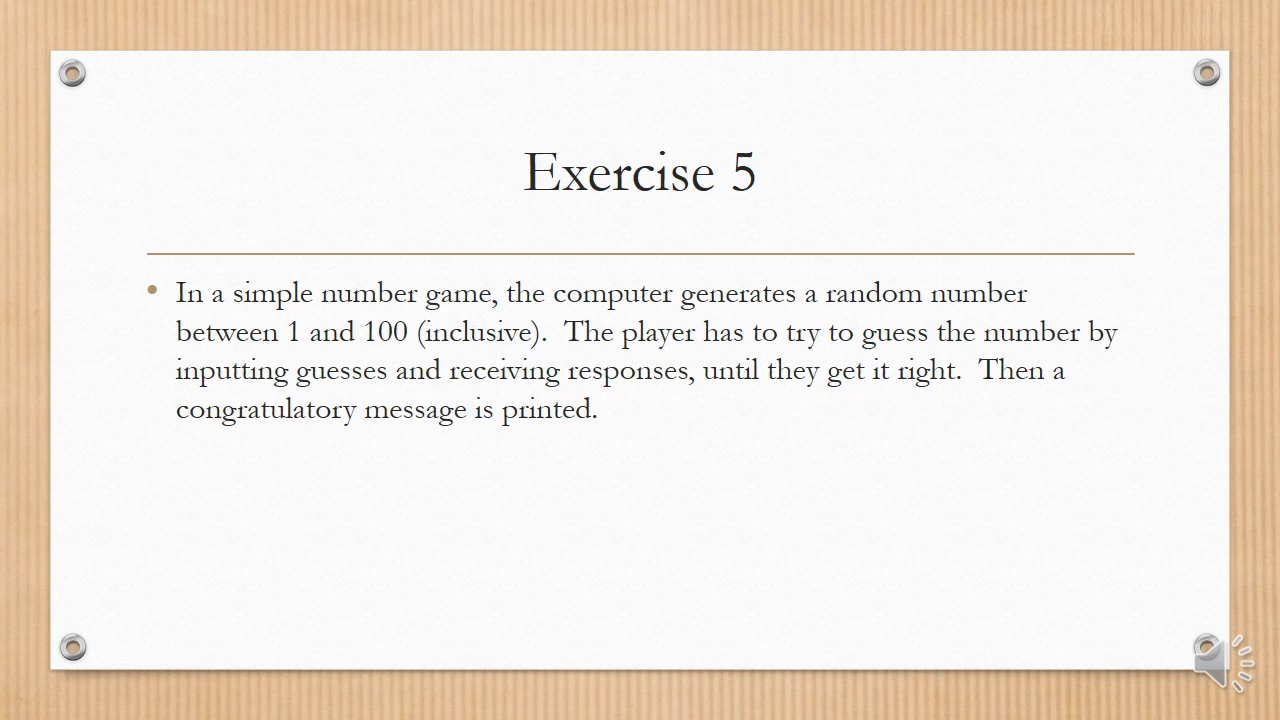 Exercise 5
• In a simple number game, the computer generates a random number
between 1 and 100 (inclusive).  The player has to try to guess the number by
inputting guesses and receiving responses, until they get it right.  Then a
congratulatory message is printed.